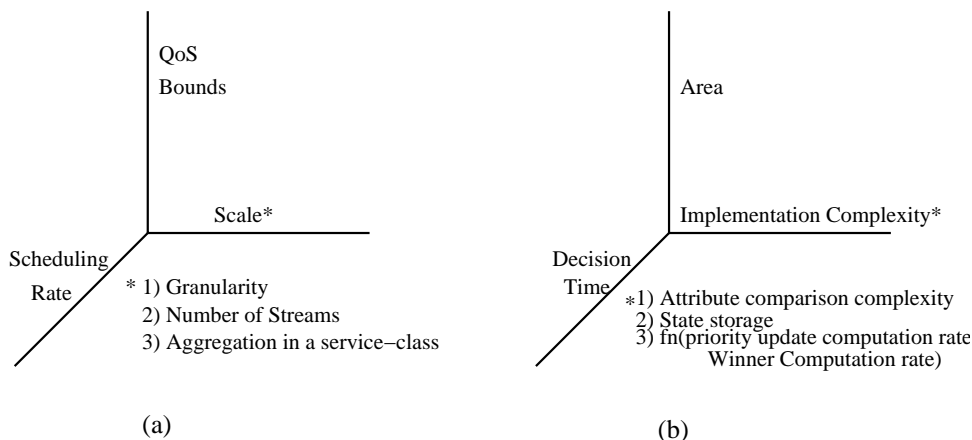 QoS
Bounds
Scale*
Scheduling
Rate
* 1) Granularity
2) Number of Streams
3) Aggregation in a service−class
(a)
Area
Implementation Complexity*
Decision
Time
*1) Attribute comparison complexity
2) State storage
3) fn(priority update computation rate
Winner Computation rate)
(b)